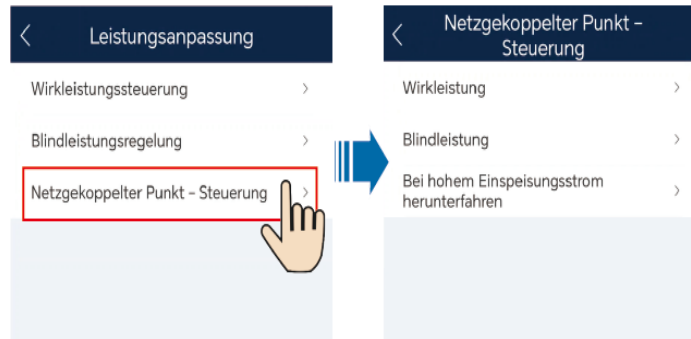 Leistungsanpassung
Wirkleistungssteuerung
Blindleistungsregelung
Netzgekoppelter Punkt – Steuerung
Netzgekoppelter Punkt –
Steuerung
Wirkleistung
Blindleistung
Bei hohem Einspeisungsstrom
herunterfahren